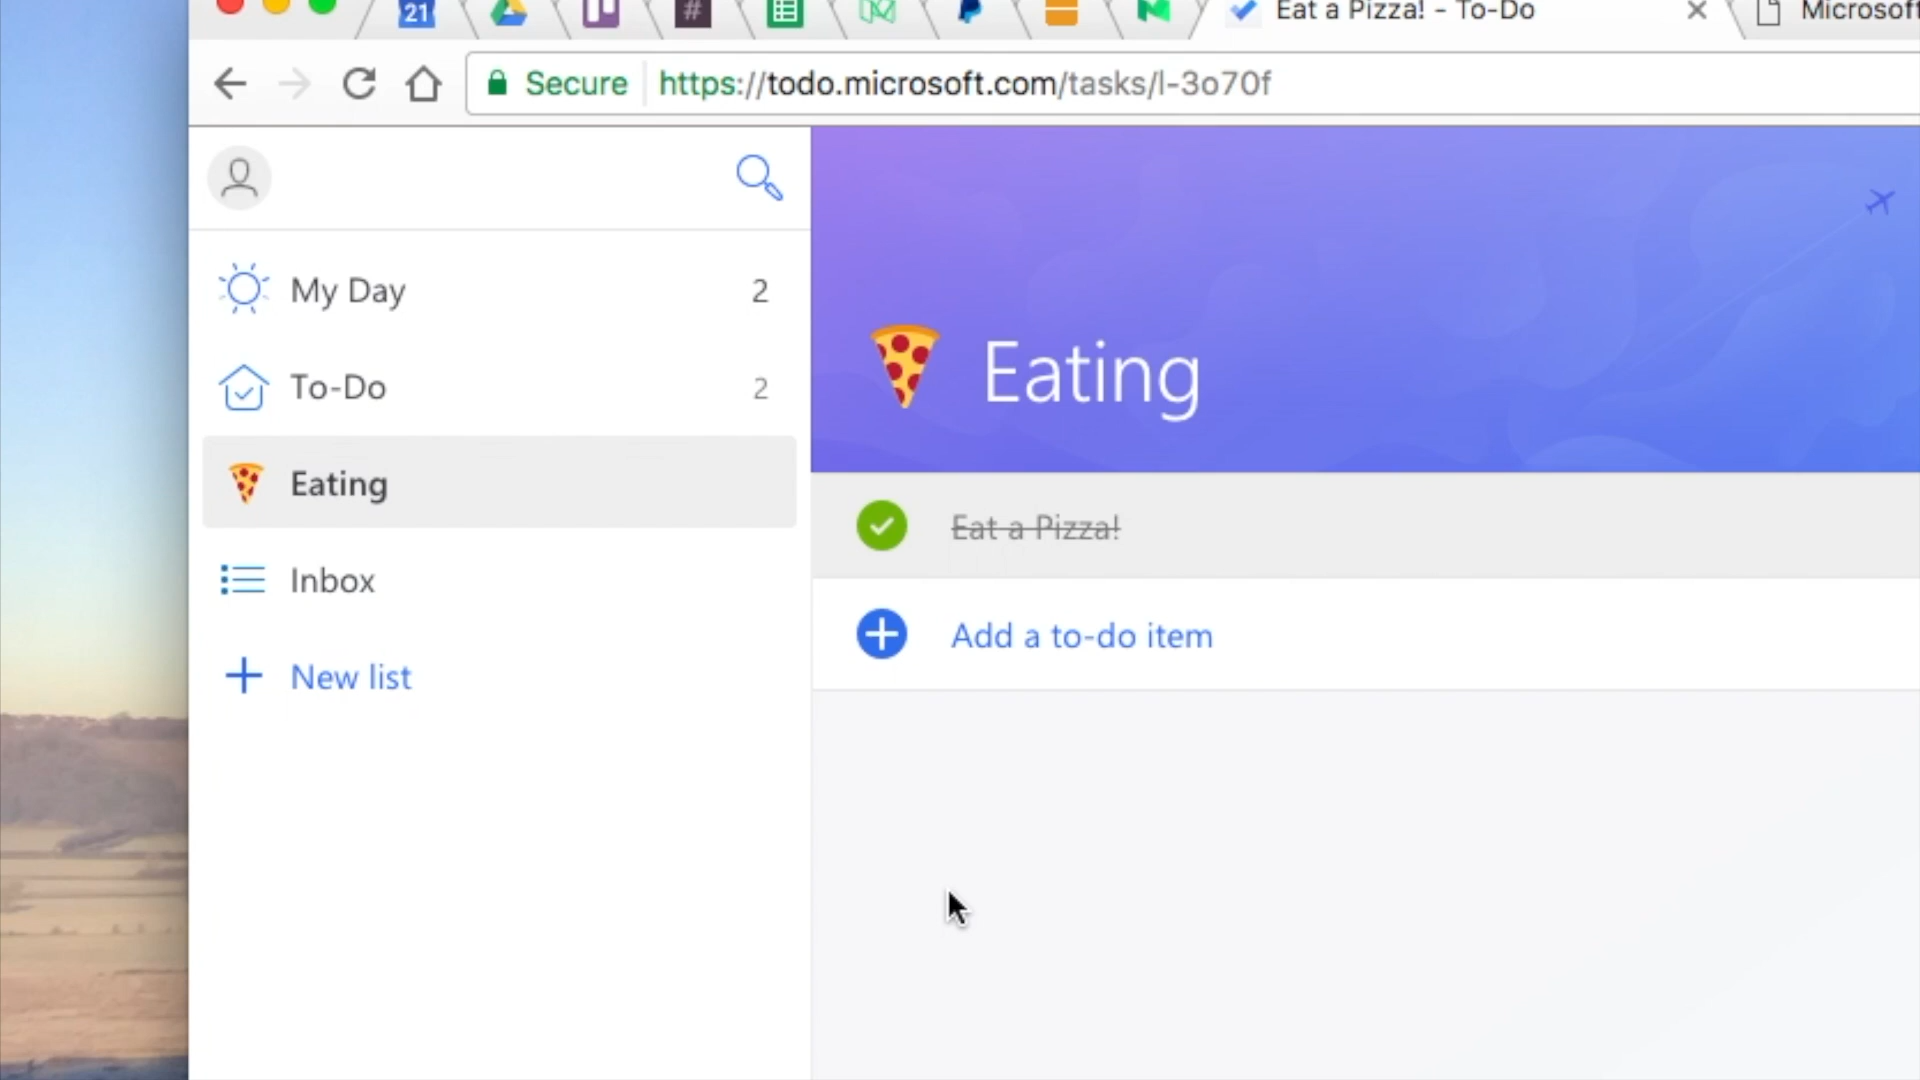 21
#
Eat a Pizza! - To-Do
Microsoft
Secure
https://todo.microsoft.com/tasks/l-3o70f
My Day
2
To-Do
2
Eating
Inbox
New list
Eating
Eat a Pizza!
Add a to-do item